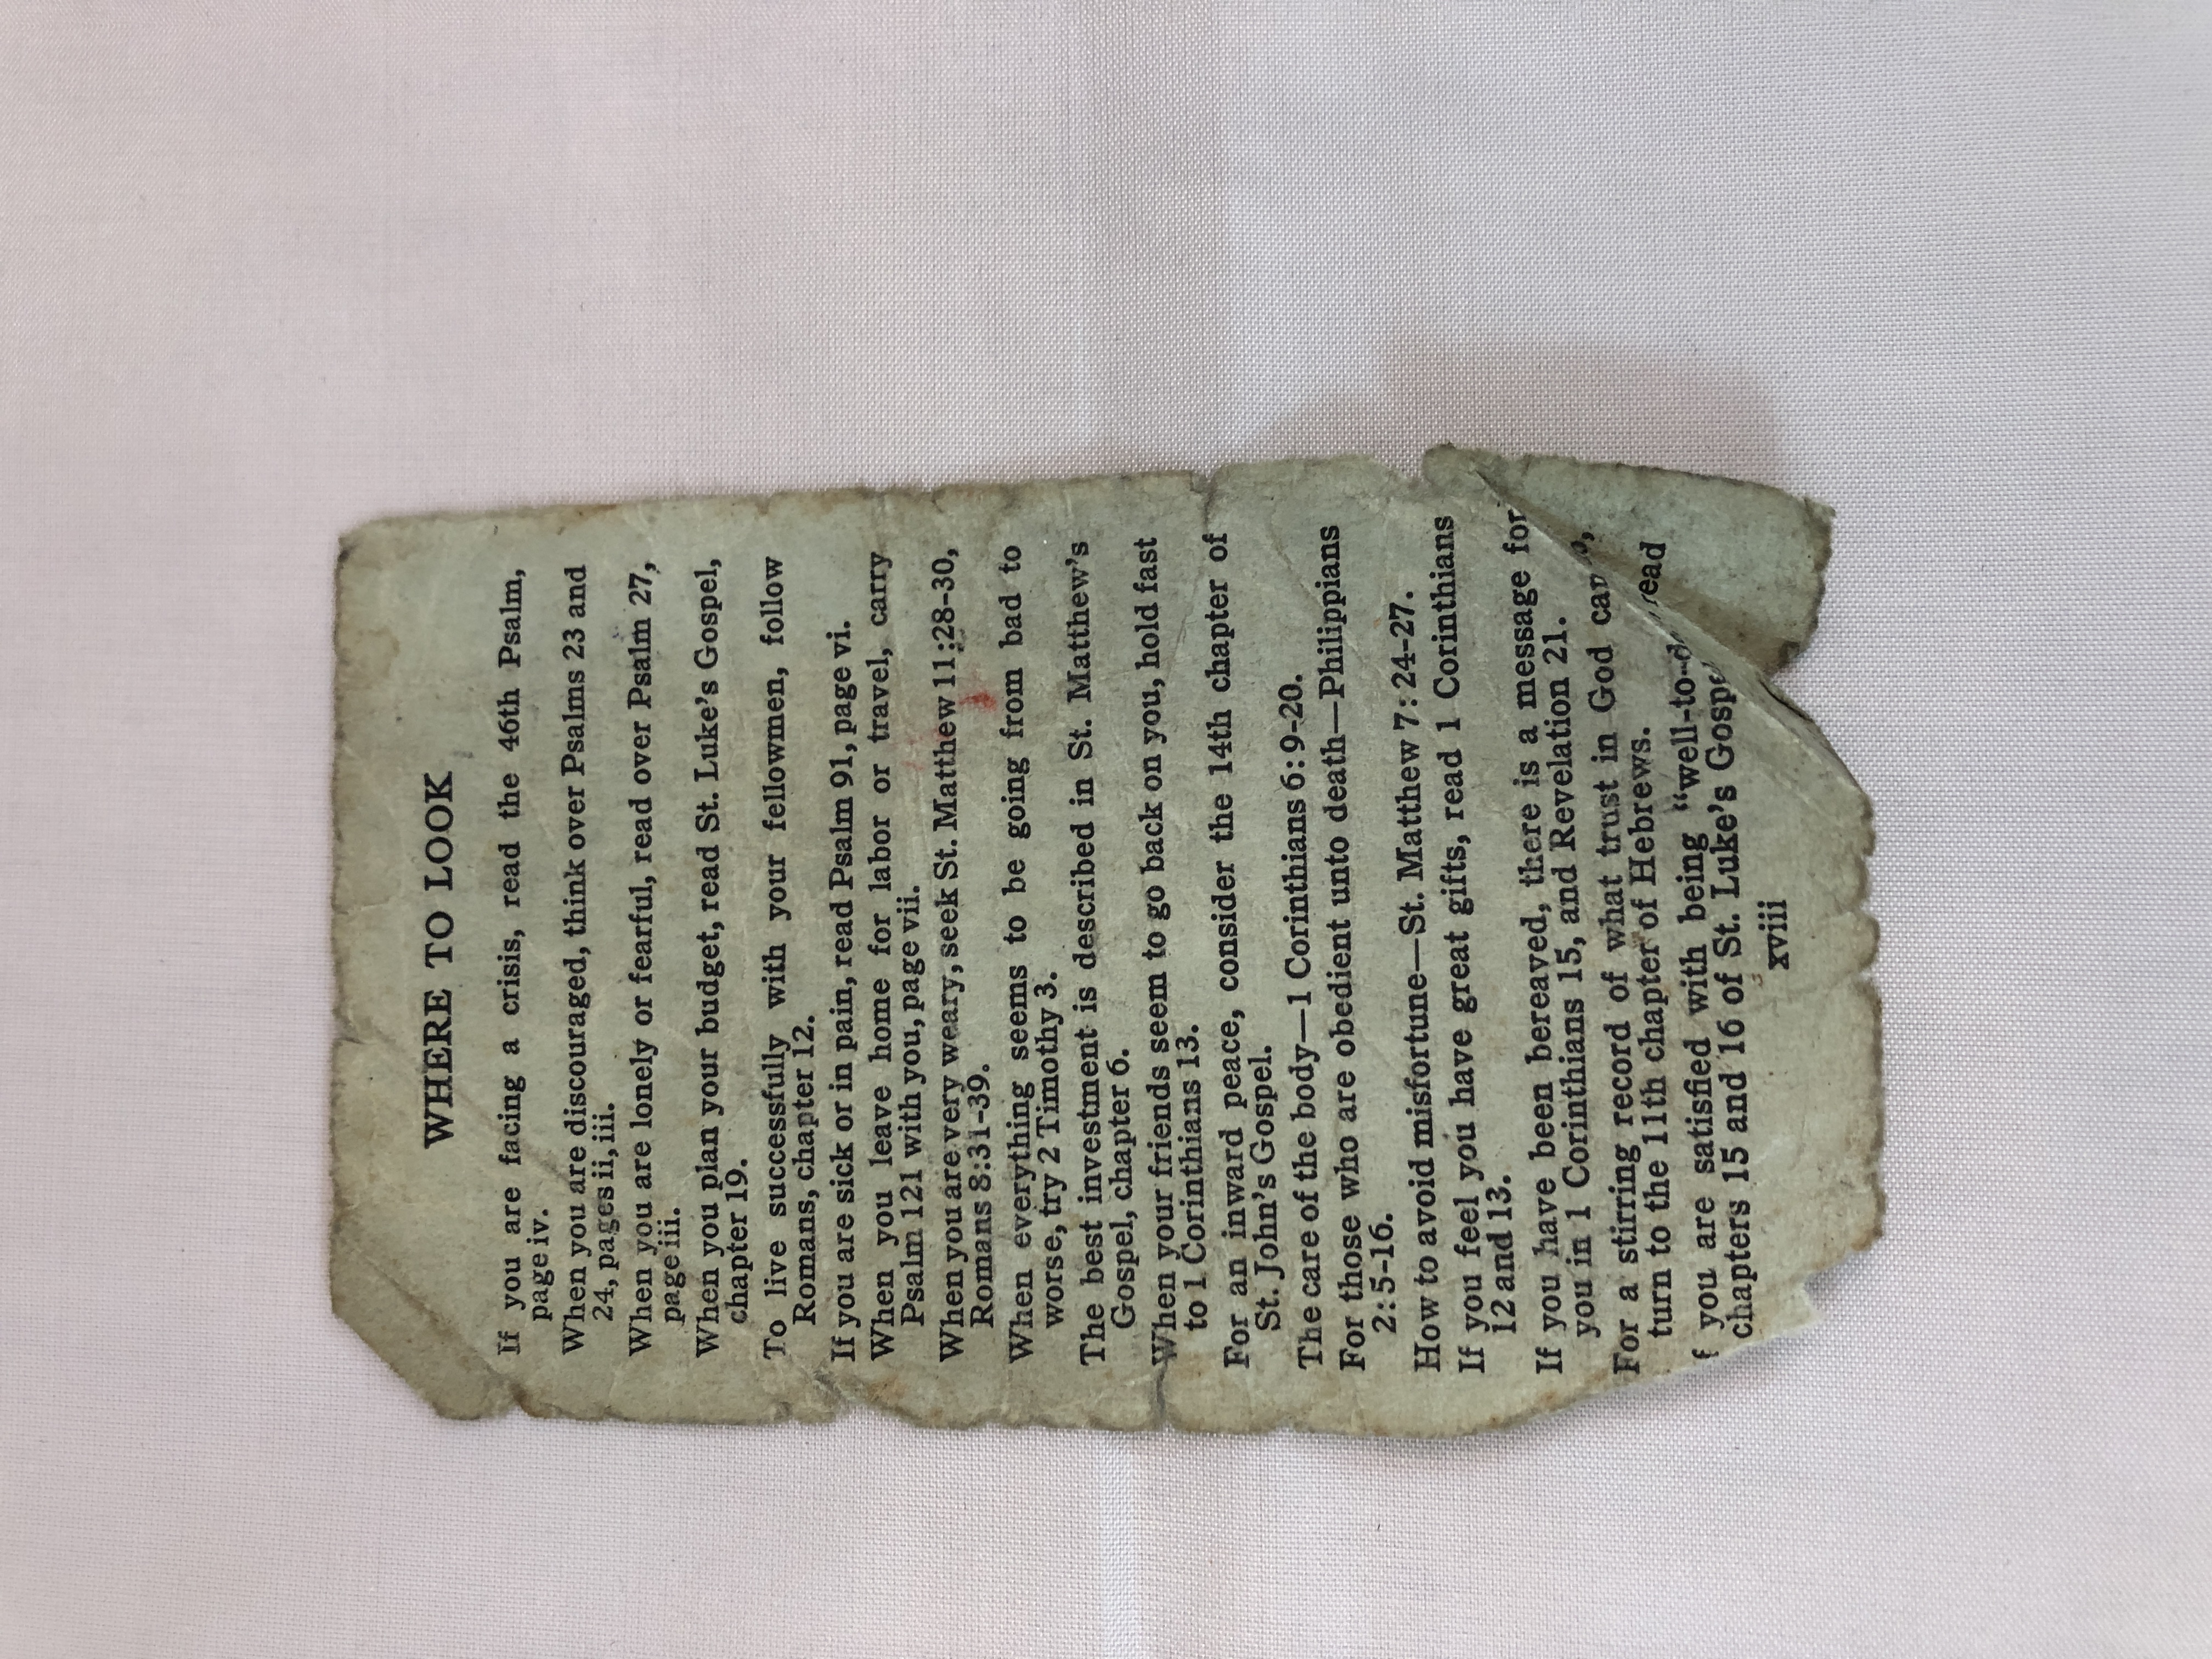 WHERE TO LOOK
If you are facing a crisis, read the 46th Psalm,
page iv.
When you are discouraged, think over Psalms 23 and
24, pages ii, iii.
When you are lonely or fearful, read over Psalm 27,
page iii.
When you plan your budget, read St. Luke's Gospel,
chapter 19.
To live successfully with your fellowmen, follow
Romans, chapter 12.
If you are sick or in pain, read Psalm 91, page vi.
When you leave home for labor or travel, carry
Psalm 121 with you, page vii.
When you are very weary, seek St. Matthew 11:28-30,
Romans 8:31-39.
When everything seems to be going from bad to
worse, try 2 Timothy 3.
The best investment is described in St. Matthew's
Gospel, chapter 6.
When your friends seem to go back on you, hold fast
to 1 Corinthians 13.
For an inward peace, consider the 14th chapter of
St. John's Gospel.
The care of the body—1 Corinthians 6: 9-20.
For those who are obedient unto death—Philippians
2: 5-16.
How to avoid misfortune—St. Matthew 7: 24-27.
If you feel you have great gifts, read 1 Corinthians
12 and 13.
If you have been bereaved, there is a message for
you in 1 Corinthians 15, and Revelation 21.
For a stirring record of what trust in God can
turn to the 11th chapter of Hebrews.
f you are satisfied with being "well-to-do read
chapters 15 and 16 of St. Luke's Gospe
xviii